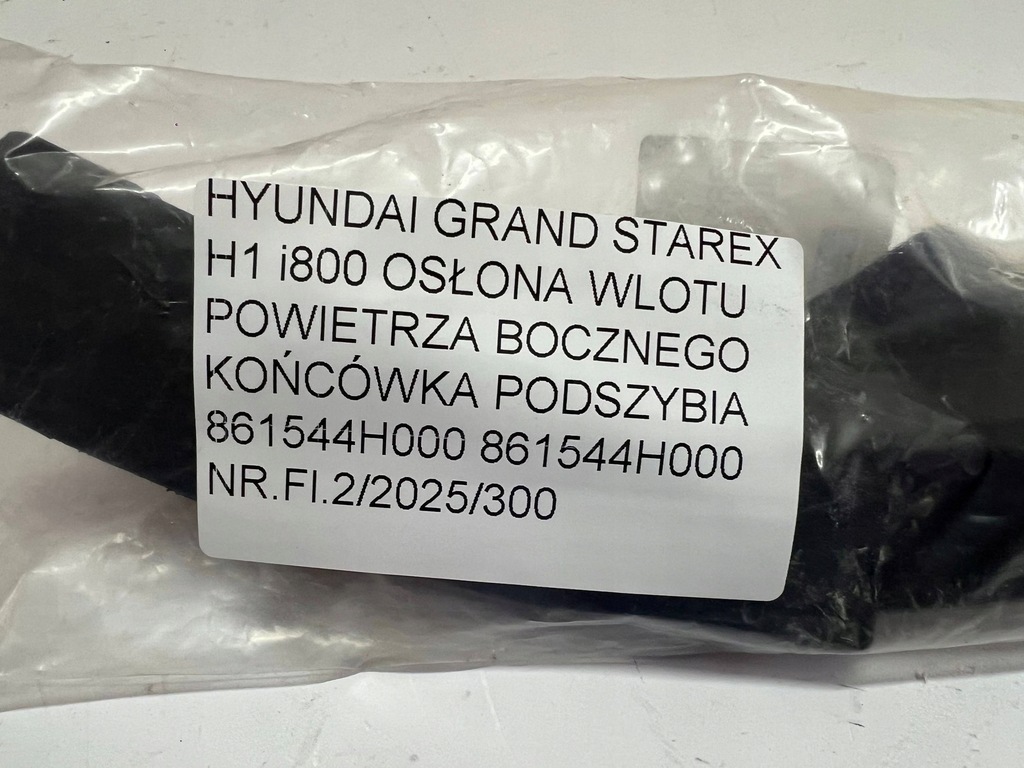 HYUNDAI GRAND STAREX
H1 i800 OSŁONA WLOTU
POWIETRZA BOCZNEGO
KOŃCÓWKA PODSZYBIA
861544H000 861544H000
NR.FI.2/2025/300